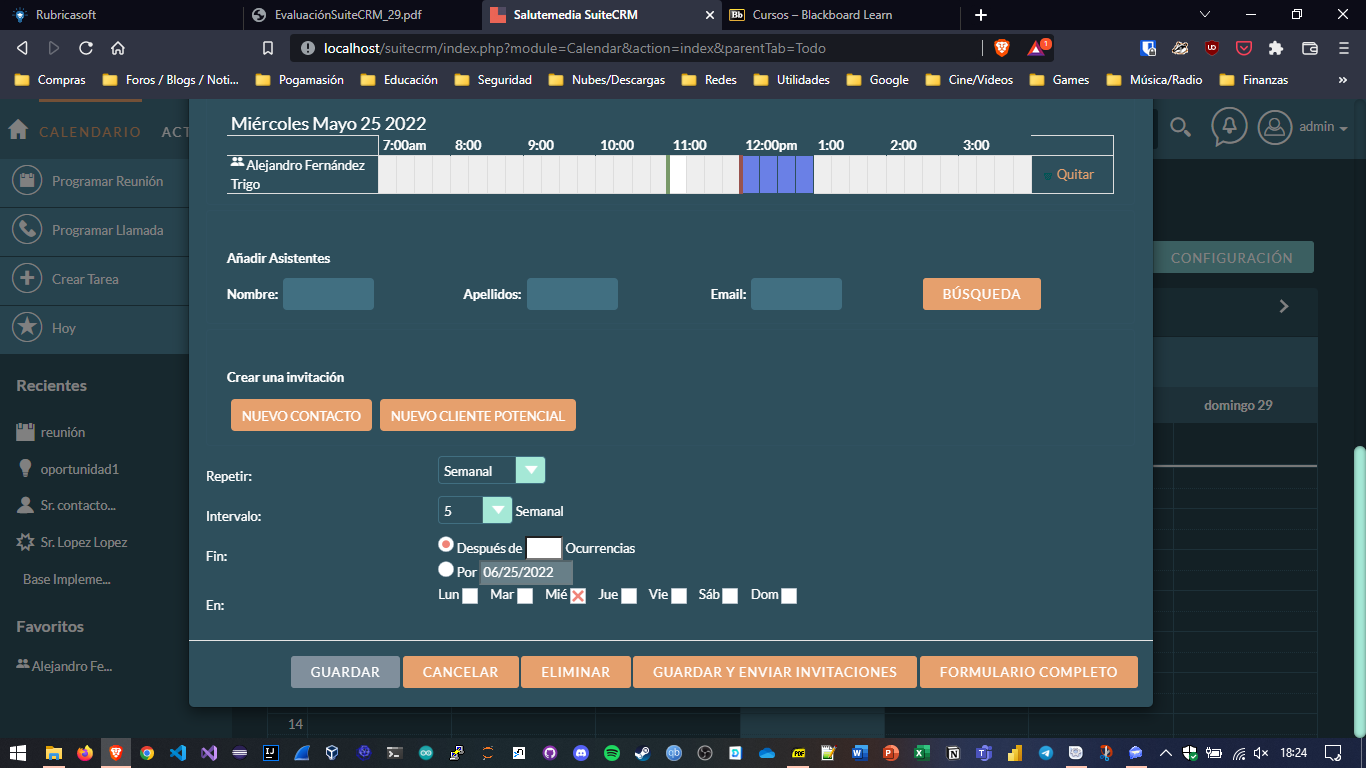 Rubricasoft
EvaluaciónSuiteCRM_29.pdf
Salutemedia SuiteCRM
Bb
Cursos – Blackboard Learn
localhost/suitecrm/index.php?module=Calendar&action=index&parentTab=Todo
1
Compras
Foros / Blogs / Noti...
Pogamasión
Educación
Seguridad
Nubes/Descargas
Redes
Utilidades
Google
Cine/Videos
Games
Música/Radio
Finanzas
»
CALENDARIO
ACT
admin
Programar Reunión
Programar Llamada
Crear Tarea
Hoy
Recientes
reunión
oportunidad1
Sr. contacto...
Sr. Lopez Lopez
Base Impleme...
Favoritos
Alejandro Fe...
Miércoles Mayo 25 2022
7:00am 8:00 9:00 10:00 11:00 12:00pm 1:00 2:00 3:00
Alejandro Fernández
Trigo
Quitar
Añadir Asistentes
Nombre: Apellidos: Email: BÚSQUEDA
Crear una invitación
NUEVO CONTACTO NUEVO CLIENTE POTENCIAL
Repetir: Semanal
Intervalo: 5 Semanal
Fin:
Después de Ocurrencias
Por 06/25/2022
En:
Lun Mar Mié Jue Vie Sáb Dom
GUARDAR CANCELAR ELIMINAR GUARDAR Y ENVIAR INVITACIONES FORMULARIO COMPLETO
CONFIGURACIÓN
domingo 29
14
18:24